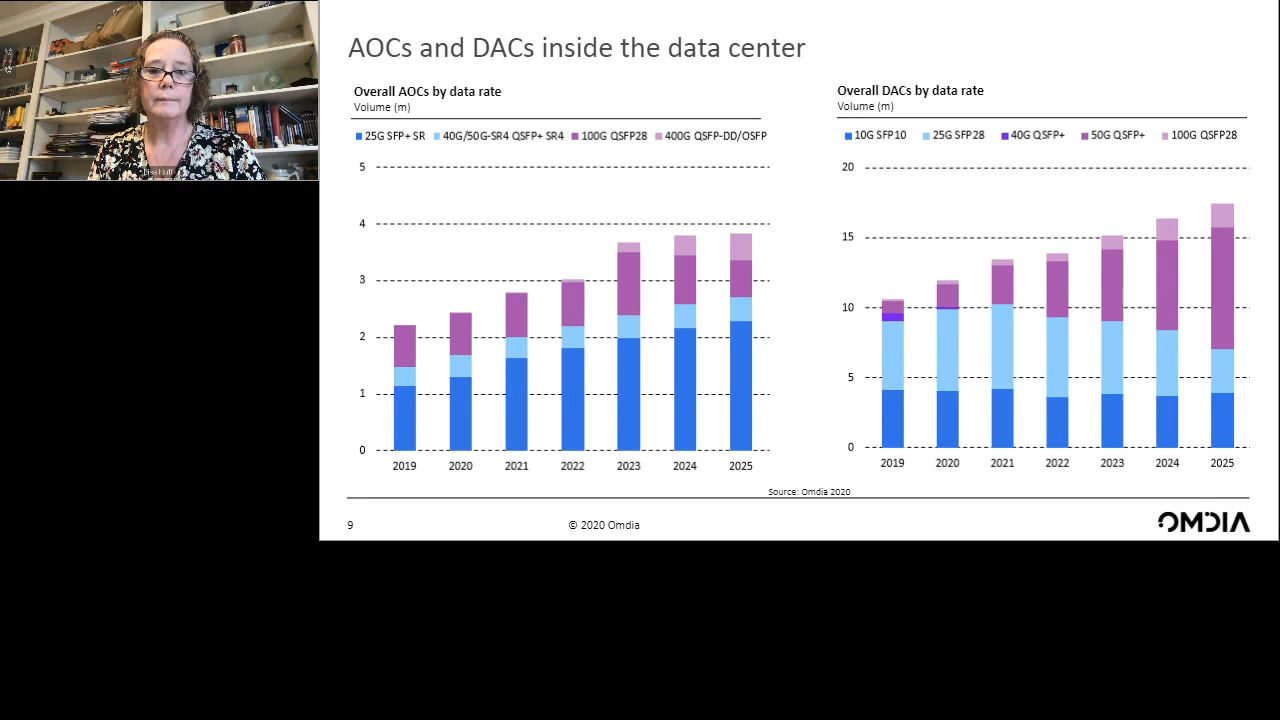 AOCs and DACs inside the data center
Overall AOCs by data rate
Volume (m)
25G SFP+ SR 40G/50G-SR4 QSFP+ SR4 100G QSFP28 400G QSFP-DD/OSFP
5
4
3
2
1
0
2019 2020 2021 2022 2023 2024 2025
Overall DACs by data rate
Volume (m)
10G SFP10 25G SFP28 40G QSFP+ 50G QSFP+ 100G QSFP28
20
15
10
5
0
2019 2020 2021 2022 2023 2024 2025
Source: Omdia 2020
9 © 2020 Omdia
OMDIA